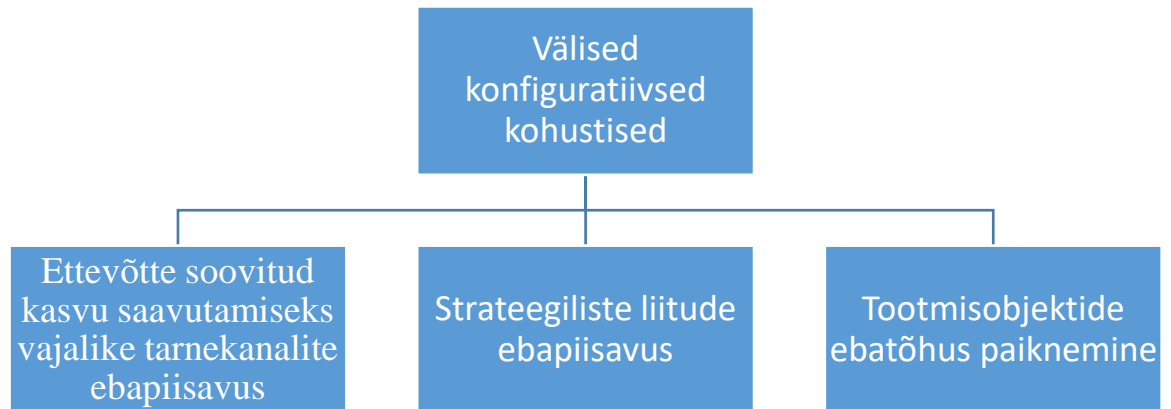 Välised
konfiguratiivsed
kohustised
Ettevõtte soovitud
kasvu saavutamiseks
vajalike tarnekanalite
ebapiisavus
Strateegiliste liitude
ebapiisavus
Tootmisobjektide
ebatõhus paiknemine